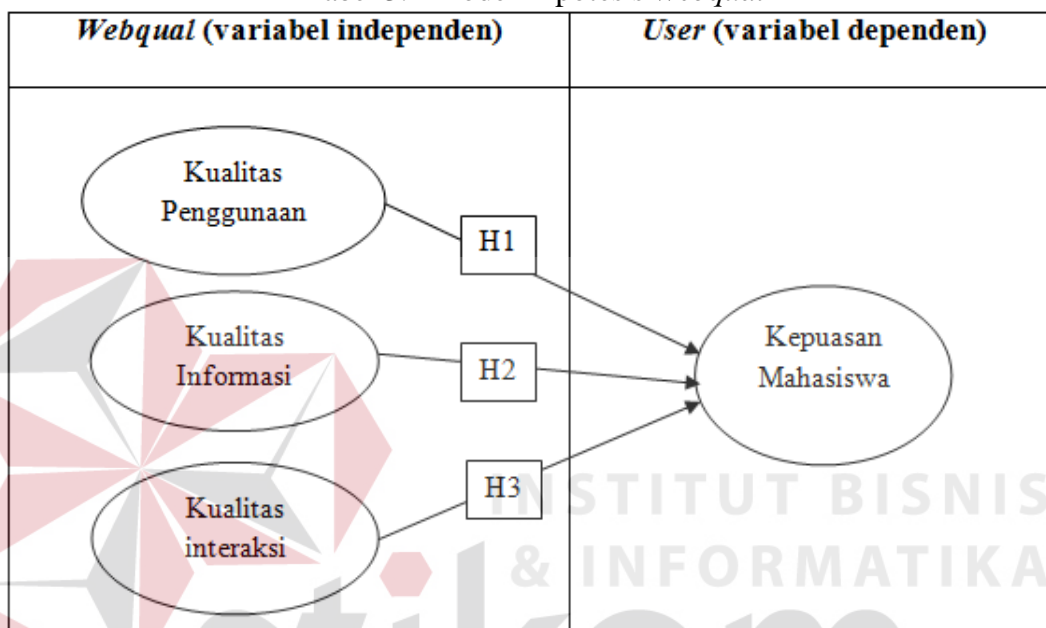 Webqual (variabel independen)
User (variabel dependen)
Kualitas
Penggunaan
H1
Kualitas
Informasi
H2
Kepuasan
Mahasiswa
Kualitas
interaksi
H3
INSTITUT BISNIS
& INFORMATIKA